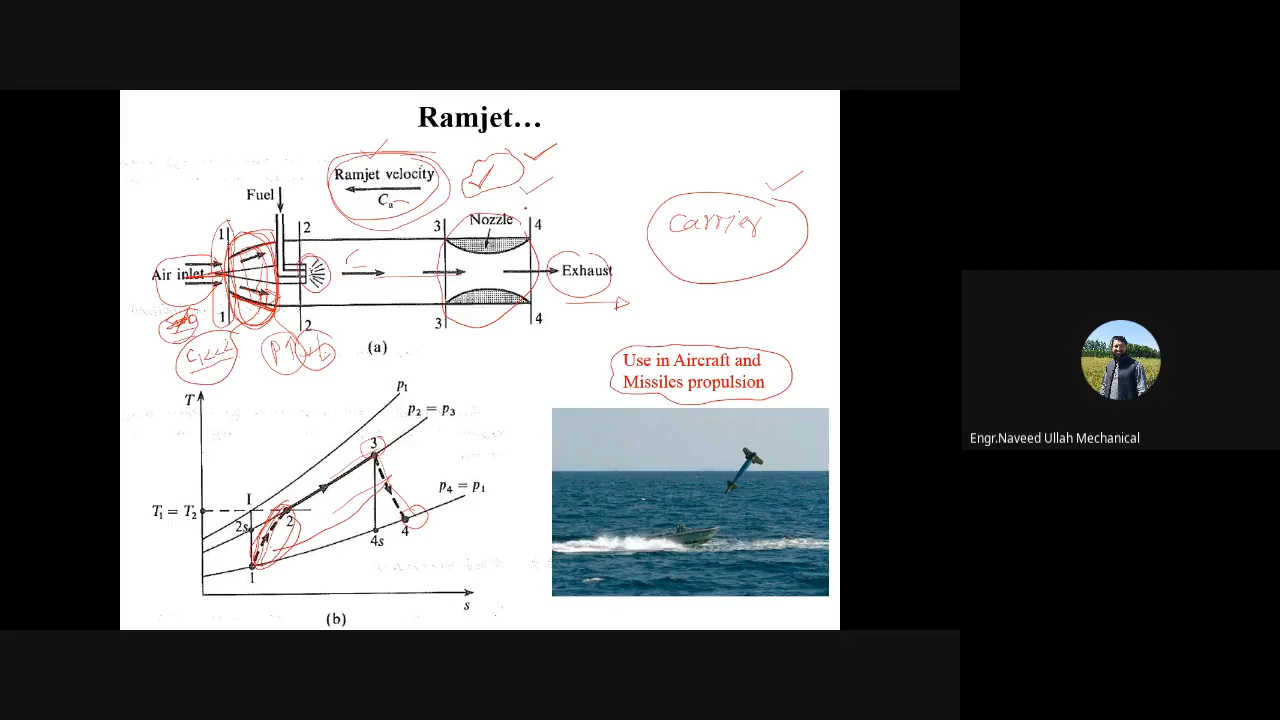 Ramjet…
Ramjet velocity
Cₐ
Fuel
Nozzle
1
2
3
4
carrier
Air inlet
Exhaust
1
2
3
4
C₁<<2
P↑
(a)
Use in Aircraft and
Missiles propulsion
T
p₁
p₂ = p₃
3
p₄ = p₁
I
T₁ = T₂
2s
2
4
4s
1
s
(b)
Engr.Naveed Ullah Mechanical